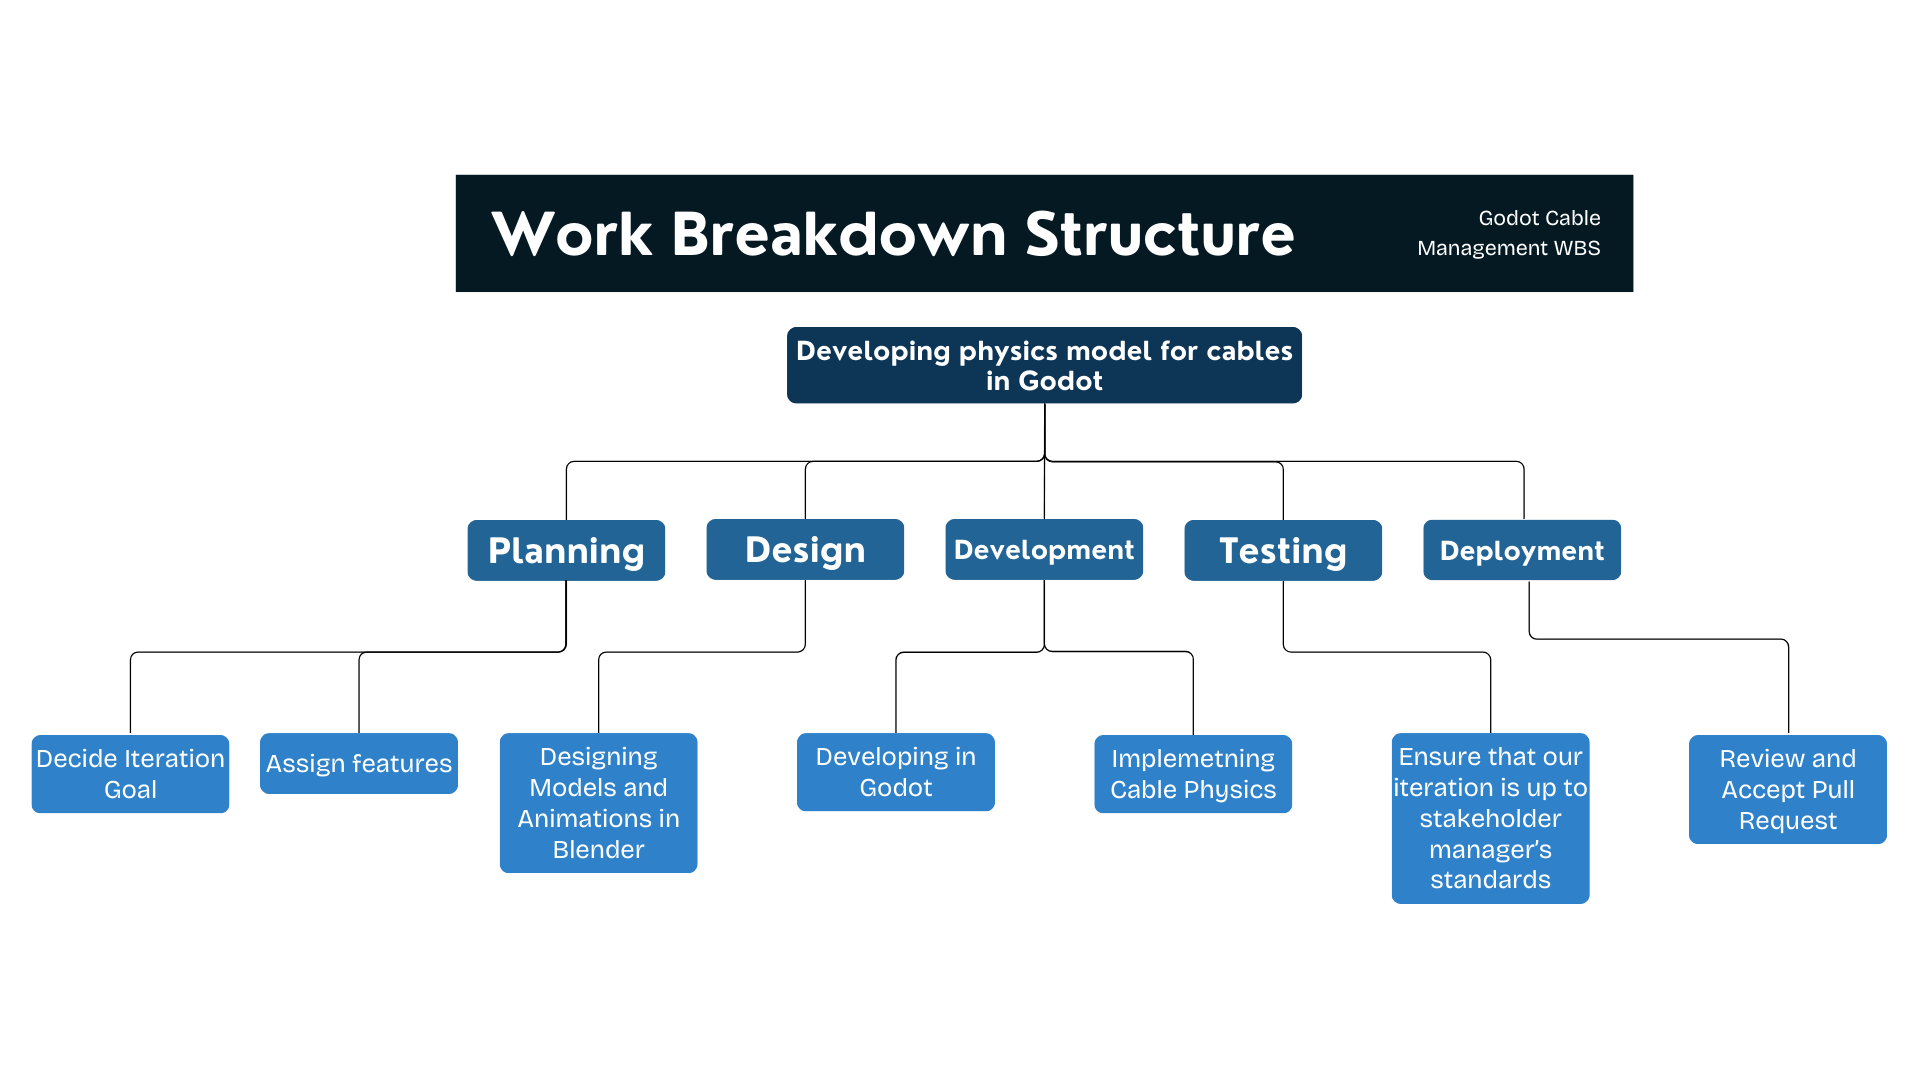 Work Breakdown Structure
Godot Cable
Management WBS
Developing physics model for cables
in Godot
Planning
Design
Development
Testing
Deployment
Decide Iteration
Goal
Assign features
Designing
Models and
Animations in
Blender
Developing in
Godot
Implemetning
Cable Physics
Ensure that our
iteration is up to
stakeholder
manager’s
standards
Review and
Accept Pull
Request